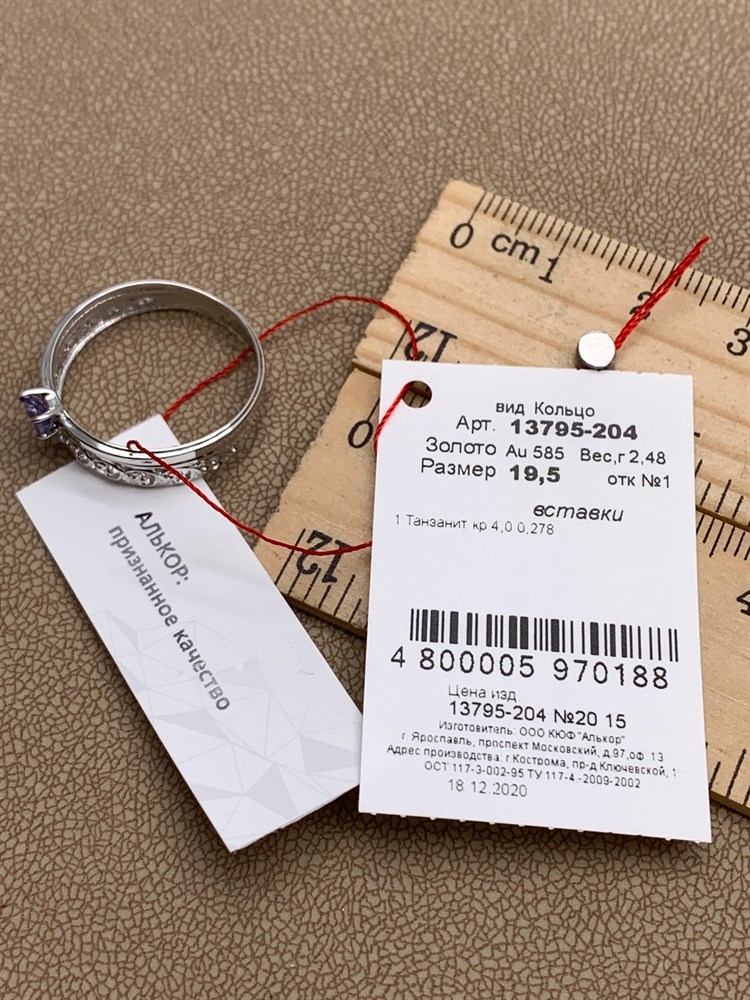 0 cm 1 2 3
12
0
12
4
вид Кольцо
Арт. 13795-204
Золото Au 585 Вес,г 2,48
Размер 19,5 отк №1
вставки
1 Танзанит кр 4,0 0,278
4 800005 970188
Цена изд
13795-204 №20 15
Изготовитель: ООО КЮФ "Алькор"
г Ярославль, проспект Московский, д.97,оф 13
Адрес производства: г.Кострома, пр-д Ключевской, 1
ОСТ 117-3-002-95 ТУ 117-4-2009-2002
18 12.2020
АЛЬКОР:
признанное качество